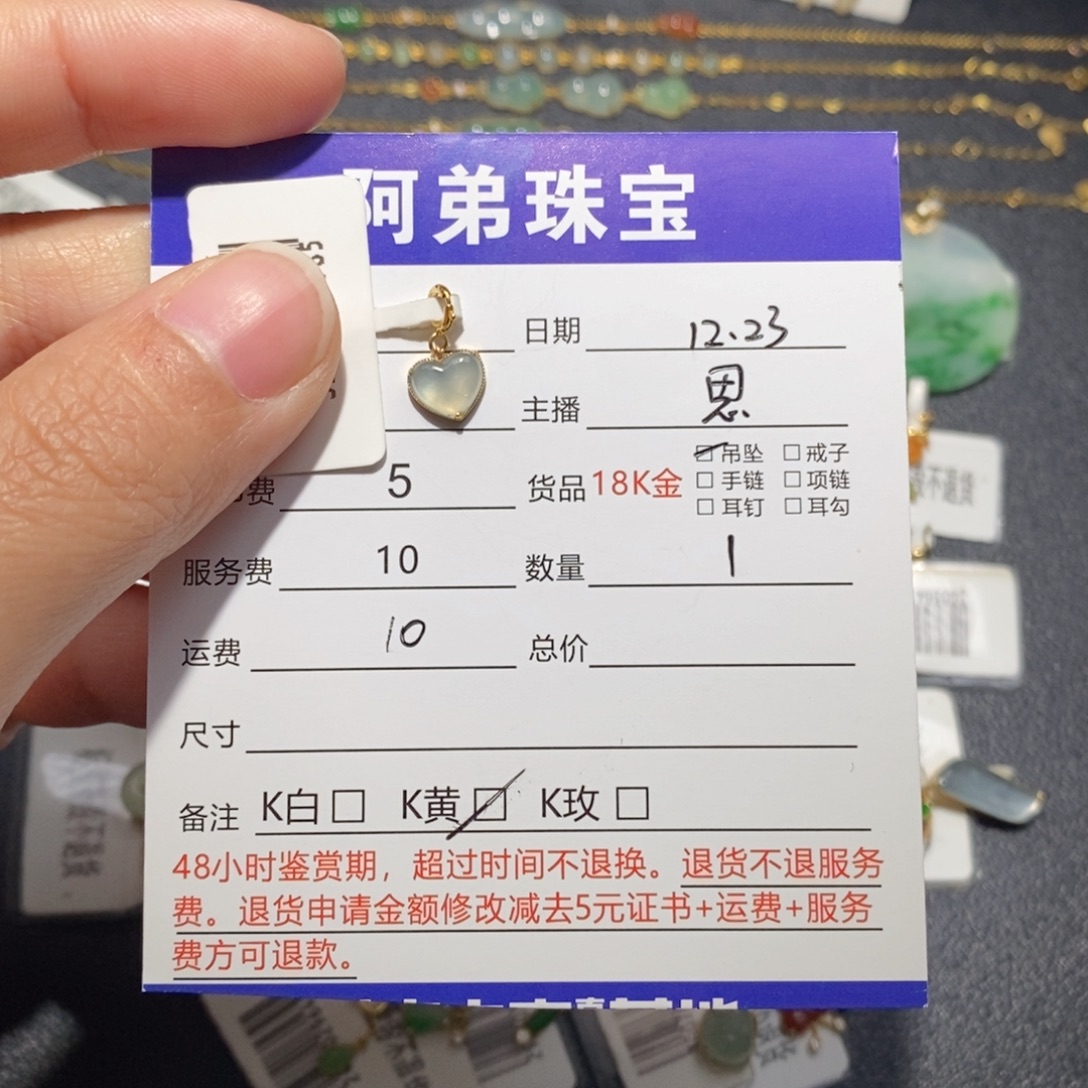 阿弟珠宝
日期 12.23
主播 恩
费 5
货品 18K金 吊坠 戒子
手链 项链
耳钉 耳勾
服务费 10
数量 1
运费 10
总价
尺寸
备注 K白 K黄 K玫
48小时鉴赏期，超过时间不退换。退货不退服务
费。退货申请金额修改减去5元证书+运费+服务
费方可退款。
不退货